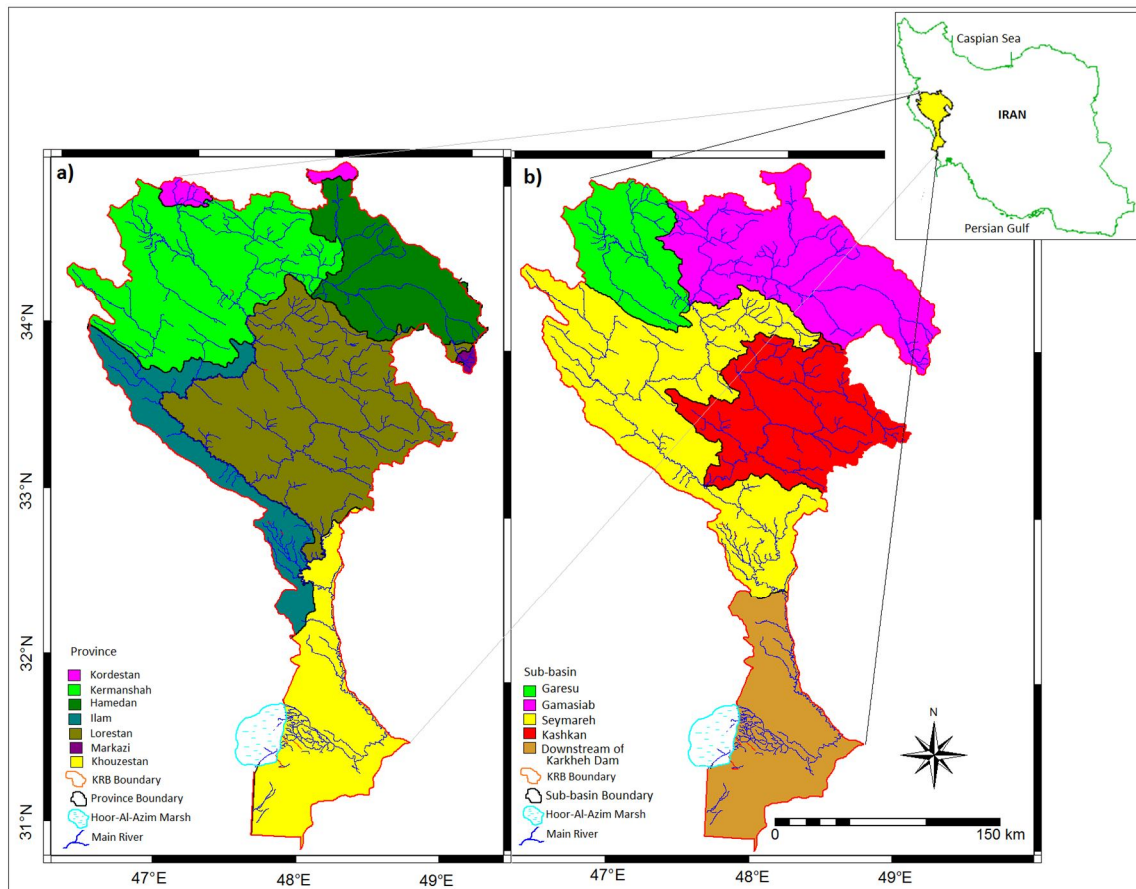 Caspian Sea
IRAN
Persian Gulf
a)
b)
34°N
33°N
32°N
31°N
Province
Kordestan
Kermanshah
Hamedan
Ilam
Lorestan
Markazi
Khouzestan
KRB Boundary
Province Boundary
Hoor-Al-Azim Marsh
Main River
Sub-basin
Garesu
Gamasiab
Seymareh
Kashkan
Downstream of
Karkheh Dam
KRB Boundary
Sub-basin Boundary
Hoor-Al-Azim Marsh
Main River
N
0
150 km
47°E
48°E
49°E
47°E
48°E
49°E